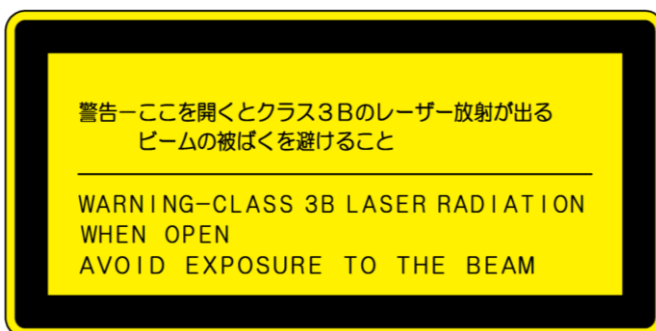 警告－ここを開くとクラス３Ｂのレーザー放射が出る
ビームの被ばくを避けること
WARNING-CLASS 3B LASER RADIATION
WHEN OPEN
AVOID EXPOSURE TO THE BEAM